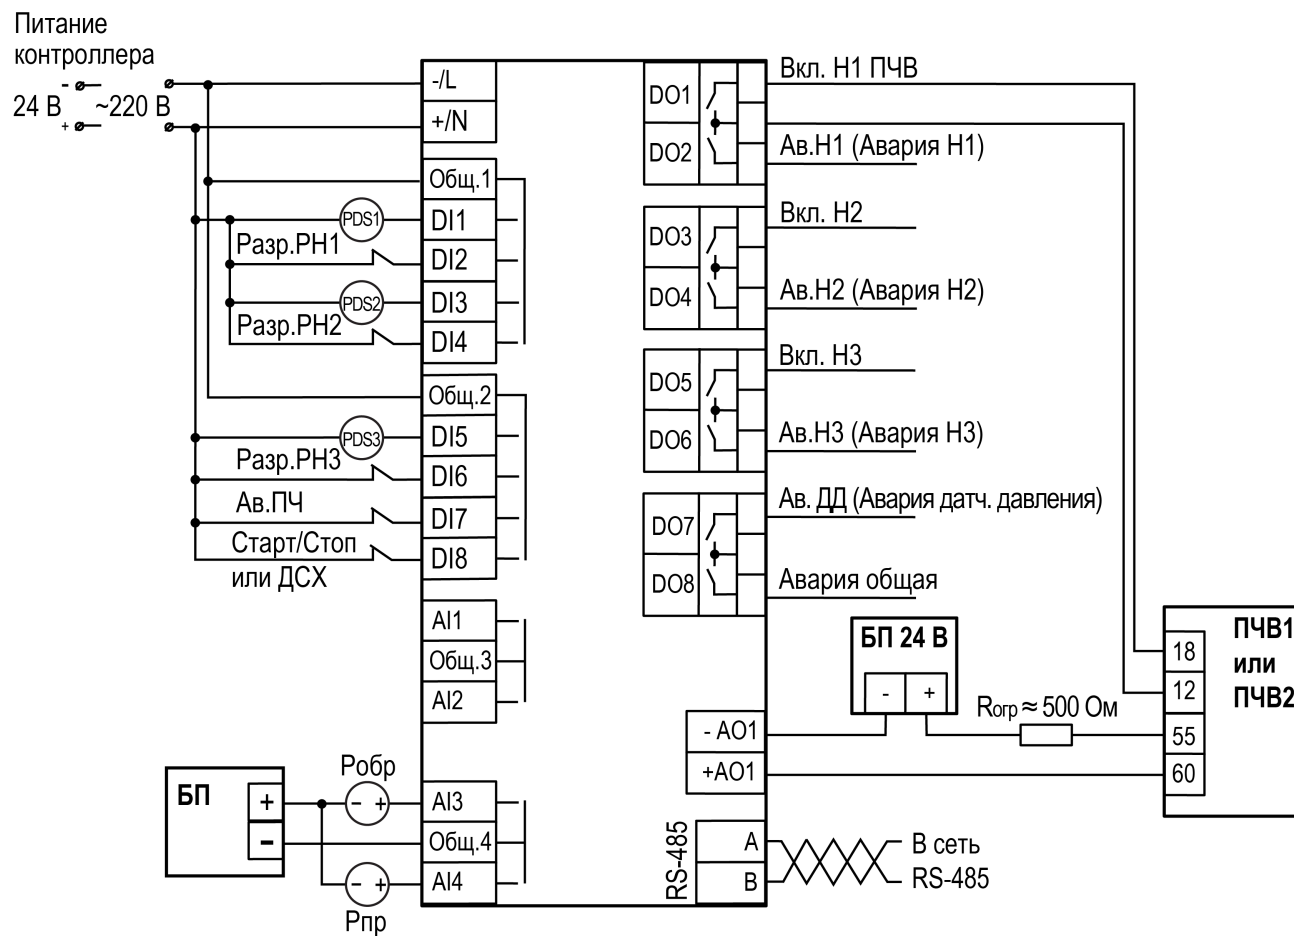 Питание
контроллера
- 
24 В ~220 В
+
-/L
+/N
Общ.1
PDS1 DI1
Разр.РН1 DI2
PDS2 DI3
Разр.РН2 DI4
Общ.2
PDS3 DI5
Разр.РН3 DI6
Ав.ПЧ DI7
Старт/Стоп DI8
или ДСХ
AI1
Общ.3
AI2
Робр
БП + - + AI3
- Общ.4
- + AI4
Рпр
Вкл. Н1 ПЧВ
DO1
DO2 Ав.Н1 (Авария Н1)
Вкл. Н2
DO3
DO4 Ав.Н2 (Авария Н2)
Вкл. Н3
DO5
DO6 Ав.Н3 (Авария Н3)
Ав. ДД (Авария датч. давления)
DO7
DO8 Авария общая
БП 24 В
- +
Rогр ≈ 500 Ом
- AO1
+AO1
ПЧВ1
или
ПЧВ2
18
12
55
60
RS-485
A
B
В сеть
RS-485